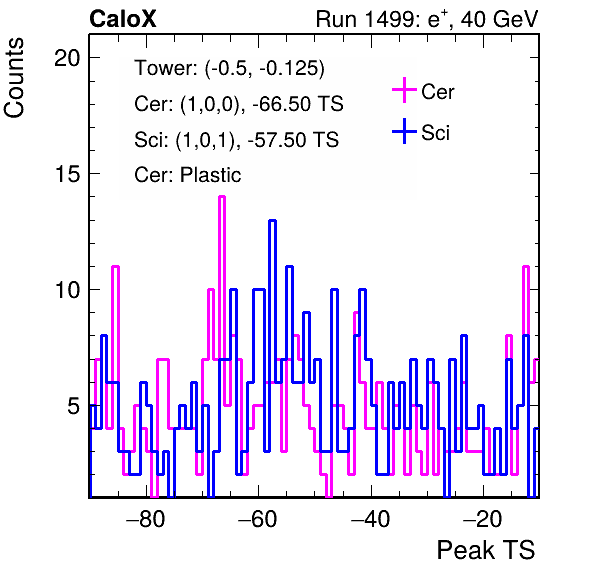 CaloX Run 1499: e⁺, 40 GeV
Counts
Tower: (-0.5, -0.125)
Cer: (1,0,0), -66.50 TS
Sci: (1,0,1), -57.50 TS
Cer: Plastic
Cer
Sci
20
15
10
5
−80 −60 −40 −20
Peak TS